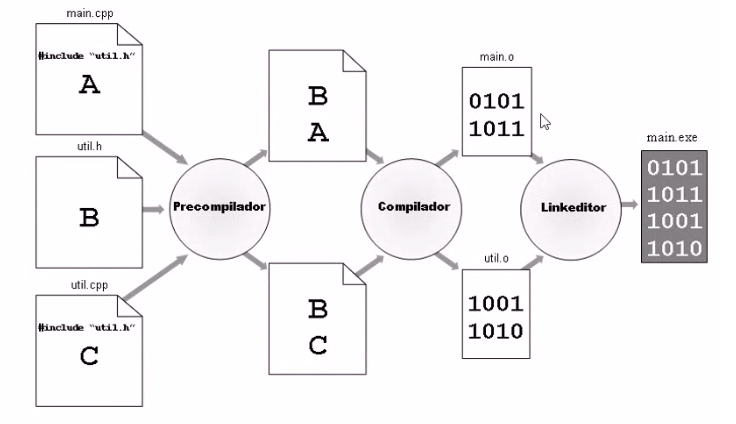 main.cpp
#include “util.h”
A
util.h
B
util.cpp
#include “util.h”
C
Precompilador
B
A
B
C
Compilador
main.o
0101
1011
util.o
1001
1010
Linkeditor
main.exe
0101
1011
1001
1010